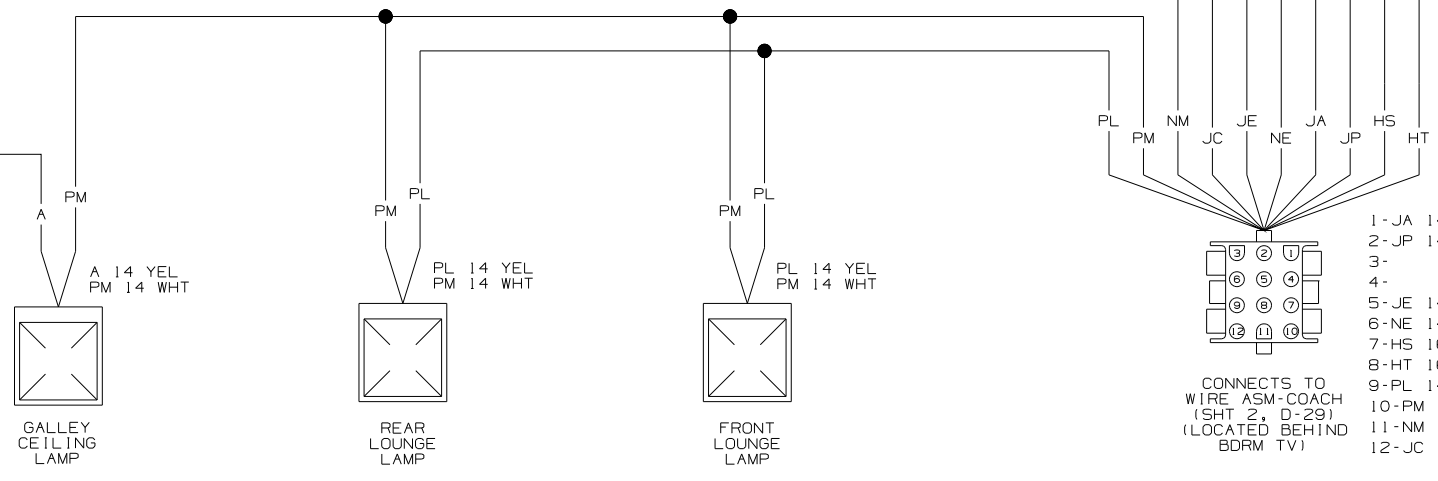 PL
PM
NM
JC
JE
NE
JA
JP
HS
HT
A
PM
PM
PL
PM
PL
A 14 YEL
PM 14 WHT
PL 14 YEL
PM 14 WHT
PL 14 YEL
PM 14 WHT
3 2 1
6 5 4
9 8 7
12 11 10
GALLEY
CEILING
LAMP
REAR
LOUNGE
LAMP
FRONT
LOUNGE
LAMP
CONNECTS TO
WIRE ASM-COACH
(SHT 2, D-29)
(LOCATED BEHIND
BDRM TV)
1-JA
2-JP
3-
4-
5-JE
6-NE
7-HS
8-HT
9-PL
10-PM
11-NM
12-JC